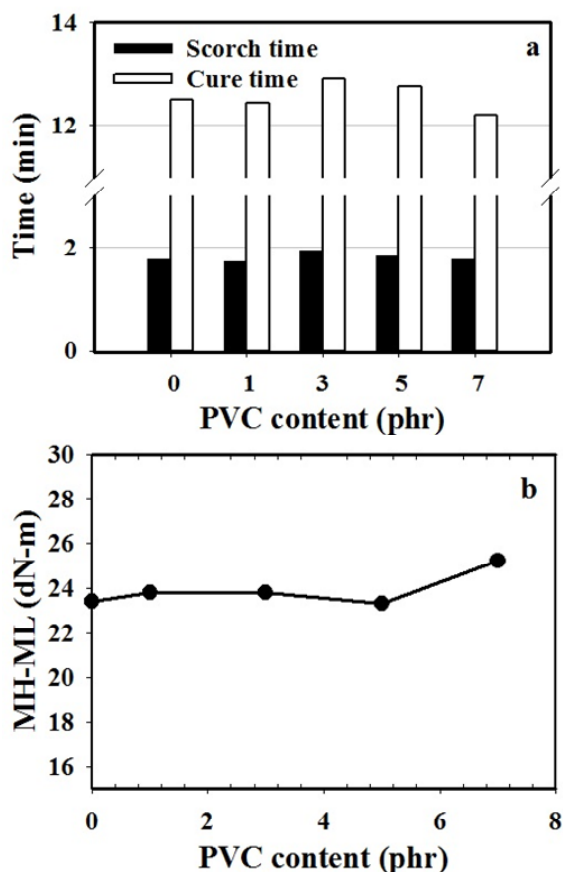 14
a
Scorch time
Cure time
12
Time (min)
2
0
0 1 3 5 7
PVC content (phr)
30
b
28
26
24
22
20
18
16
MH-ML (dN-m)
0 2 4 6 8
PVC content (phr)